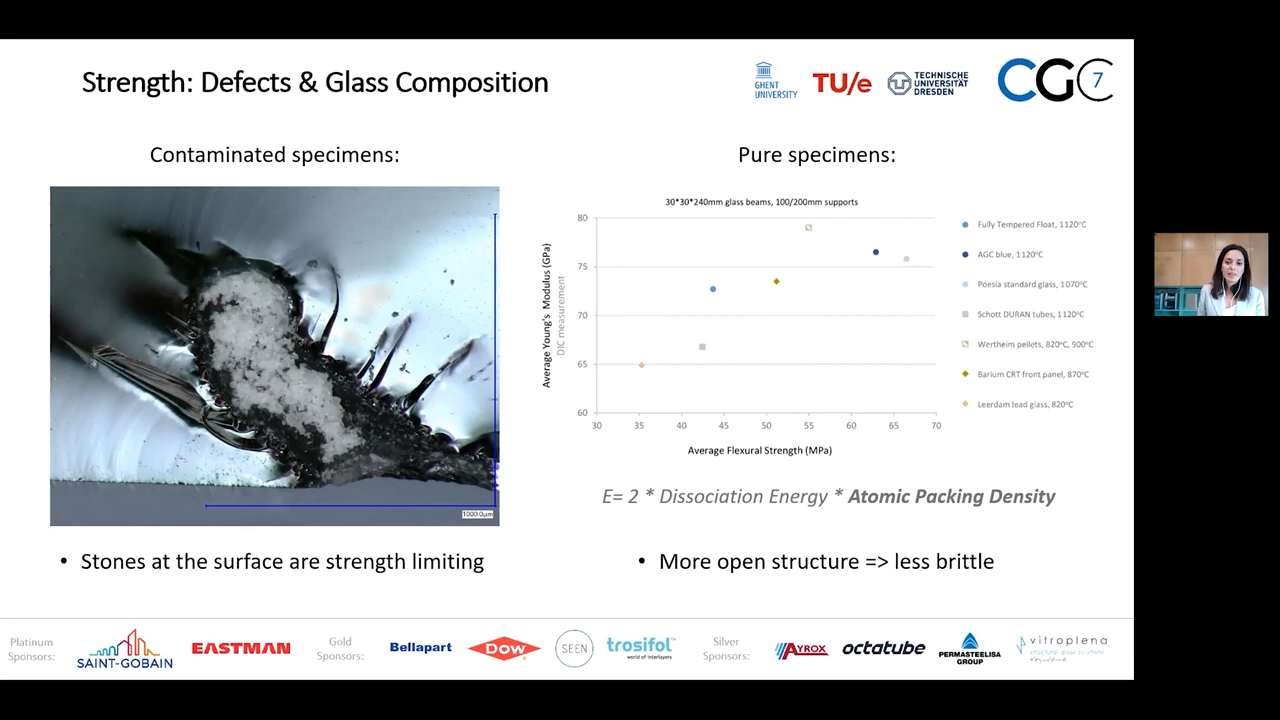 Strength: Defects & Glass Composition
GHENT
UNIVERSITY
TU/e
TECHNISCHE
UNIVERSITÄT
DRESDEN
CGC
7
Contaminated specimens:
1000.0µm
• Stones at the surface are strength limiting
Pure specimens:
30*30*240mm glass beams, 100/200mm supports
Average Young's Modulus (GPa)
DIC measurement
80
75
70
65
60
30 35 40 45 50 55 60 65 70
Average Flexural Strength (MPa)
Fully Tempered Float, 1120°C
AGC blue, 1120°C
Poesia standard glass, 1070°C
Schott DURAN tubes, 1120°C
Wertheim pellets, 820°C, 900°C
Barium CRT front panel, 870°C
Leerdam lead glass, 820°C
E= 2 * Dissociation Energy * Atomic Packing Density
• More open structure => less brittle
Platinum
Sponsors:
SAINT-GOBAIN
EASTMAN
Gold
Sponsors:
Bellapart
Dow
SEEN
trosifol™
world of interlayers
Silver
Sponsors:
AYROX
octatube
PERMASTEELISA
GROUP
vitroplena
structural glass solutions